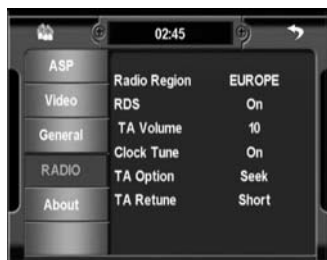 02:45
ASP
Video
General
RADIO
About
Radio Region EUROPE
RDS On
TA Volume 10
Clock Tune On
TA Option Seek
TA Retune Short